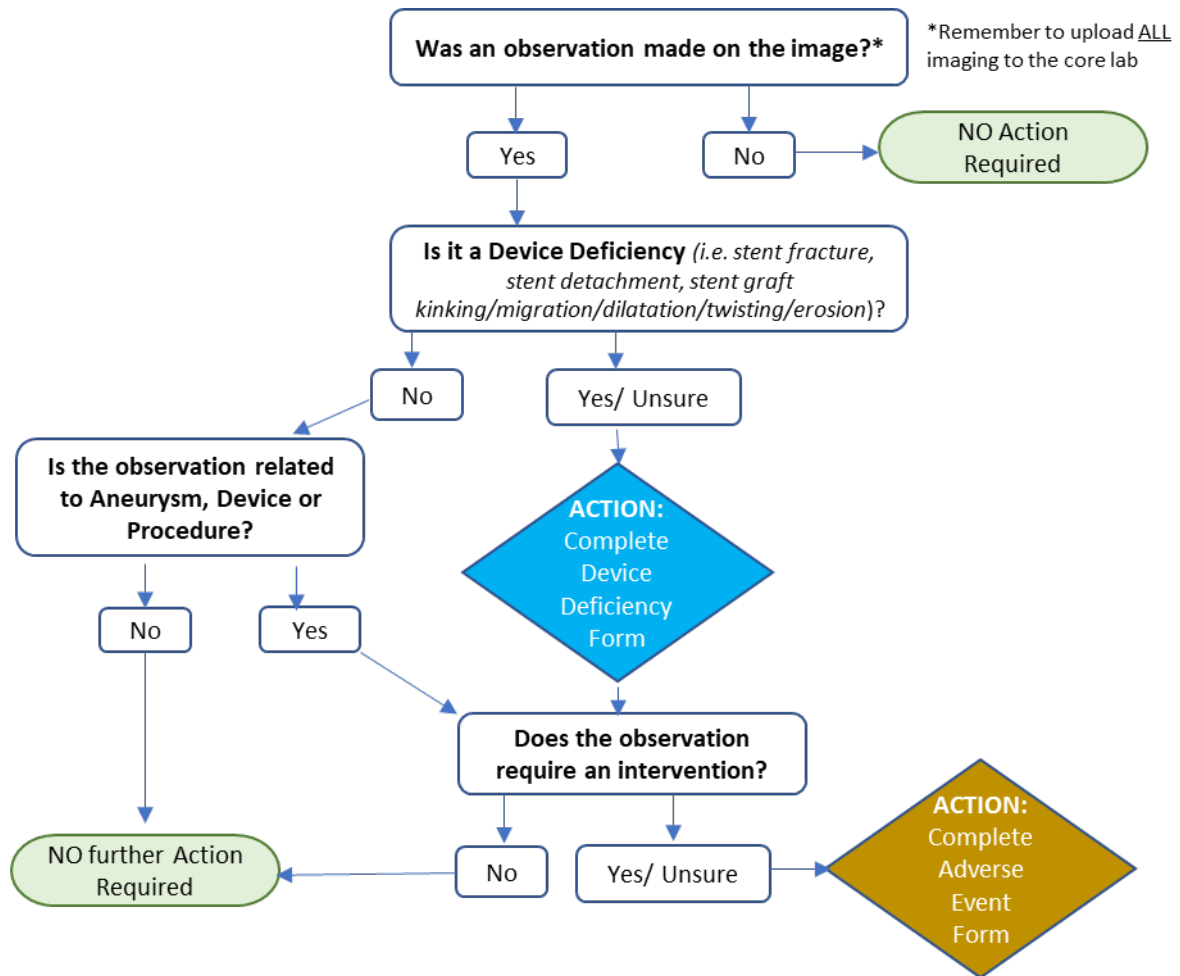 Was an observation made on the image?*
*Remember to upload ALL
imaging to the core lab
Yes
No
NO Action
Required
Is it a Device Deficiency (i.e. stent fracture,
stent detachment, stent graft
kinking/migration/dilatation/twisting/erosion)?
No
Yes/ Unsure
Is the observation related
to Aneurysm, Device or
Procedure?
ACTION:
Complete
Device
Deficiency
Form
No
Yes
Does the observation
require an intervention?
NO further Action
Required
No
Yes/ Unsure
ACTION:
Complete
Adverse
Event
Form